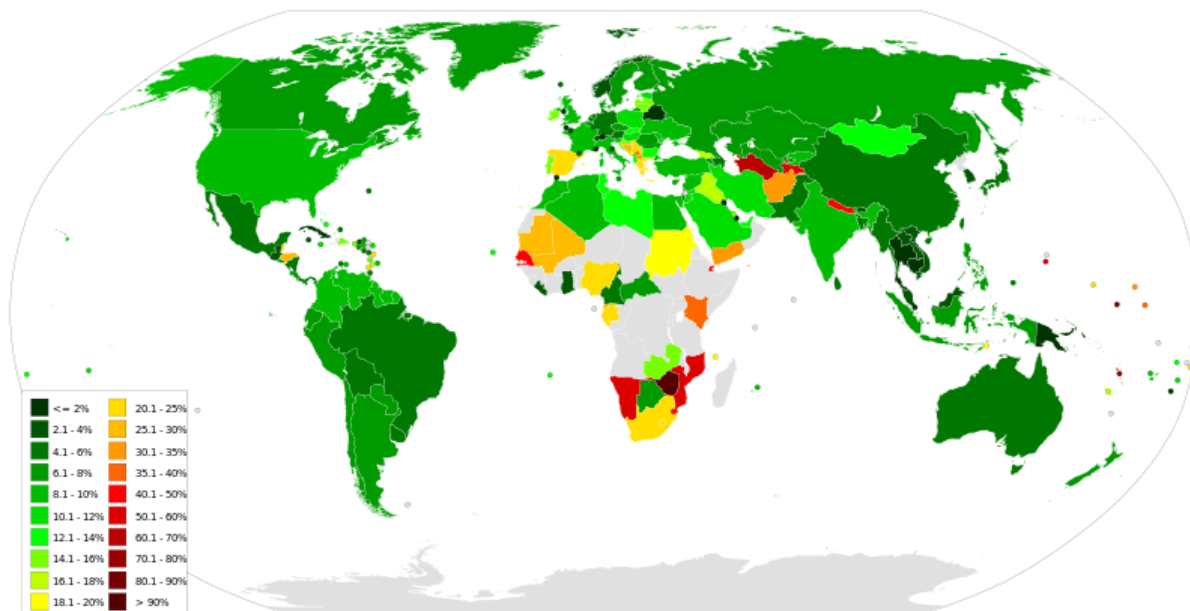 <= 2%
2.1 - 4%
4.1 - 6%
6.1 - 8%
8.1 - 10%
10.1 - 12%
12.1 - 14%
14.1 - 16%
16.1 - 18%
18.1 - 20%
20.1 - 25%
25.1 - 30%
30.1 - 35%
35.1 - 40%
40.1 - 50%
50.1 - 60%
60.1 - 70%
70.1 - 80%
80.1 - 90%
> 90%